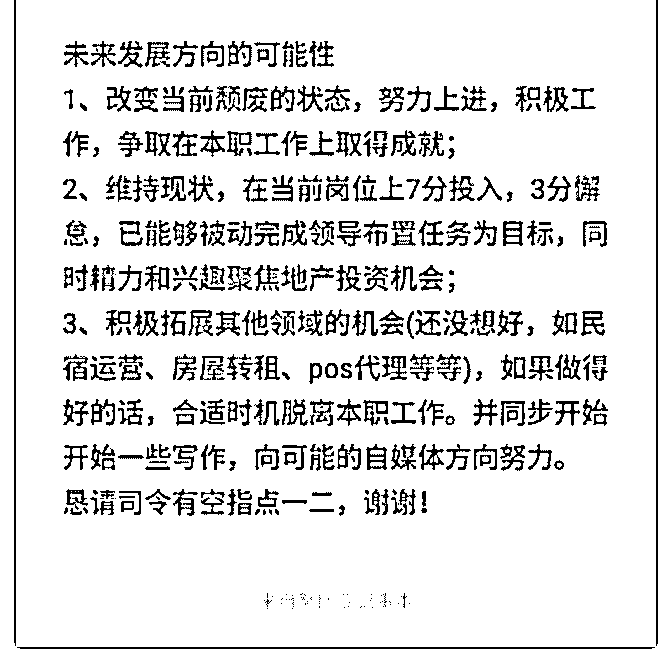 未来发展方向的可能性
1、改变当前颓废的状态，努力上进，积极工
作，争取在本职工作上取得成就；
2、维持现状，在当前岗位上7分投入，3分懈
怠，已能够被动完成领导布置任务为目标，同
时精力和兴趣聚焦地产投资机会；
3、积极拓展其他领域的机会(还没想好，如民
宿运营、房屋转租、pos代理等等)，如果做得
好的话，合适时机脱离本职工作。并同步开始
开始一些写作，向可能的自媒体方向努力。
恳请司令有空指点一二，谢谢！